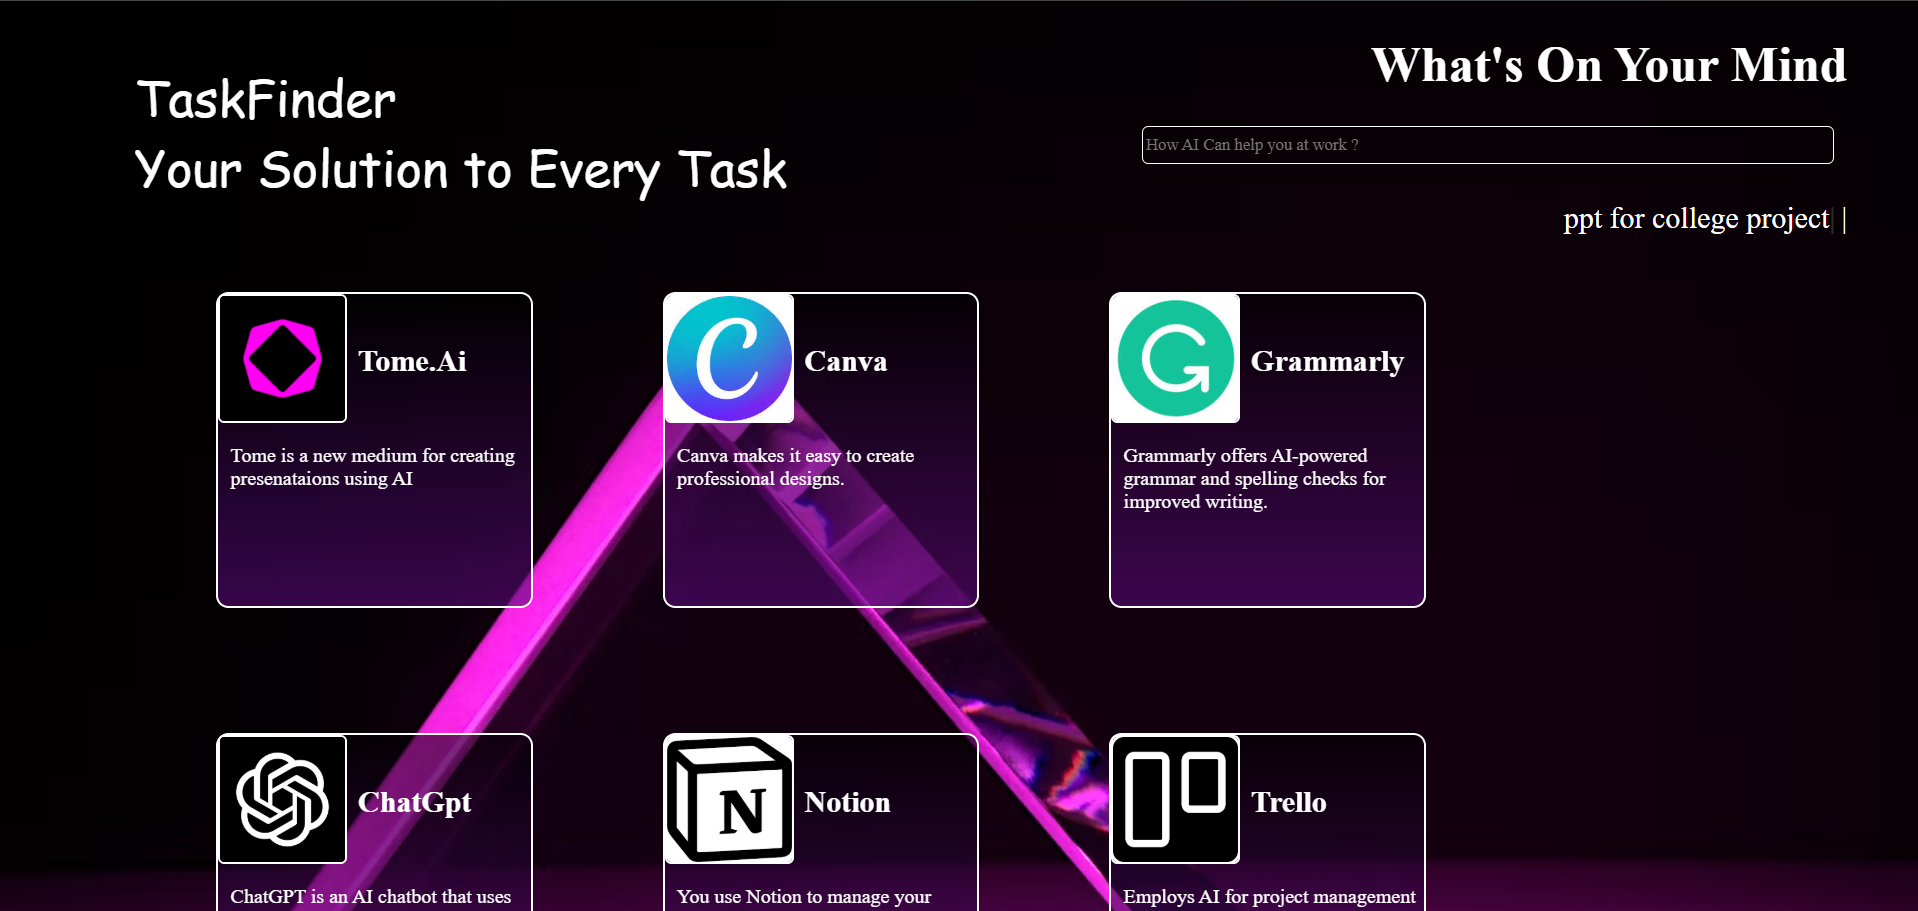 TaskFinder
Your Solution to Every Task
What's On Your Mind
How AI Can help you at work ?
ppt for college project |
Tome.Ai
Tome is a new medium for creating
presenataions using AI
Canva
Canva makes it easy to create
professional designs.
Grammarly
Grammarly offers AI-powered
grammar and spelling checks for
improved writing.
ChatGpt
ChatGPT is an AI chatbot that uses
N
Notion
You use Notion to manage your
Trello
Employs AI for project management